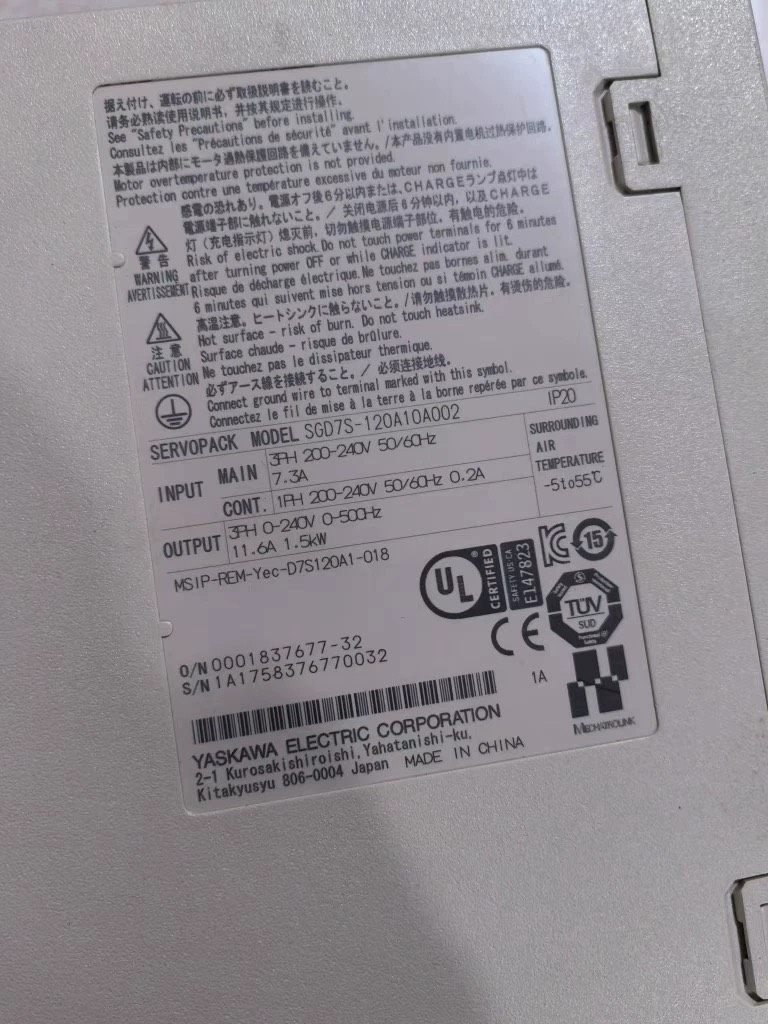 据え付け、運転の前に必ず取扱説明書を読むこと。
请务必熟读使用说明书，并按其规定进行操作。
See "Safety Precautions" before installing.
Consultez les "Précautions de sécurité" avant l'installation.
本製品は内部にモータ過熱保護回路を備えていません。/本产品没有内置电机过热保护回路.
Motor overtemperature protection is not provided.
Protection contre une température excessive du moteur non fournie.
警告
WARNING
AVERTISSEMENT
感電の恐れあり。電源オフ後6分以内または、CHARGEランプ点灯中は
電源端子部に触れないこと。/ 关闭电源后6分钟以内，以及CHARGE
灯（充电指示灯）熄灭前，切勿触摸电源端子部位，有触电的危险.
Risk of electric shock. Do not touch power terminals for 6 minutes
after turning power OFF or while CHARGE indicator is lit.
Risque de décharge électrique. Ne touchez pas bornes alim. durant
6 minutes qui suivent mise hors tension ou si témoin CHARGE allumé.
注意
CAUTION
ATTENTION
高温注意。ヒートシンクに触らないこと。/请勿触摸散热片，有烫伤的危险.
Hot surface - risk of burn. Do not touch heatsink.
Surface chaude - risque de brûlure.
Ne touchez pas le dissipateur thermique.
必ずアース線を接続すること。/ 必须连接地线.
Connect ground wire to terminal marked with this symbol.
Connectez le fil de mise à la terre à la borne repérée par ce symbole.
SERVOPACK MODEL SGD7S-120A10A002 IP20
INPUT
MAIN 3PH 200-240V 50/60Hz
7.3A
CONT. 1PH 200-240V 50/60Hz 0.2A
OUTPUT 3PH 0-240V 0-500Hz
11.6A 1.5kW
SURROUNDING
AIR
TEMPERATURE
-5to55℃
MSIP-REM-Yec-D7S120A1-018
UL
®
CERTIFIED
SAFETY US CA
E147823
15
TÜV
SUD
Functional
Safety
CE
O/N 0001837677-32
S/N 1A1758376770032
1A
MECHATROLINK
YASKAWA ELECTRIC CORPORATION
2-1 Kurosakishiroishi, Yahatanishi-ku,
Kitakyusyu 806-0004 Japan MADE IN CHINA